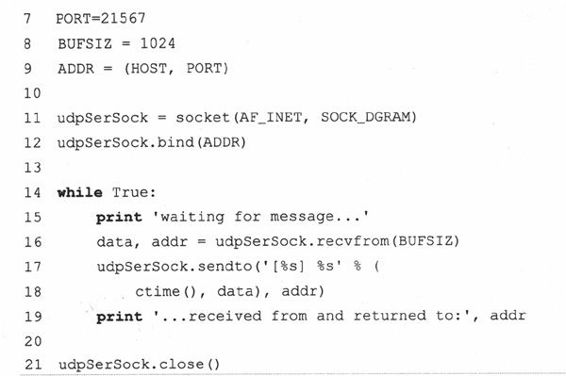 7 PORT=21567
8 BUFSIZ = 1024
9 ADDR = (HOST, PORT)
10
11 udpSerSock = socket(AF_INET, SOCK_DGRAM)
12 udpSerSock.bind(ADDR)
13
14 while True:
15     print 'waiting for message...'
16     data, addr = udpSerSock.recvfrom(BUFSIZ)
17     udpSerSock.sendto('[%s] %s' % (
18         ctime(), data), addr)
19     print '...received from and returned to:', addr
20
21 udpSerSock.close()